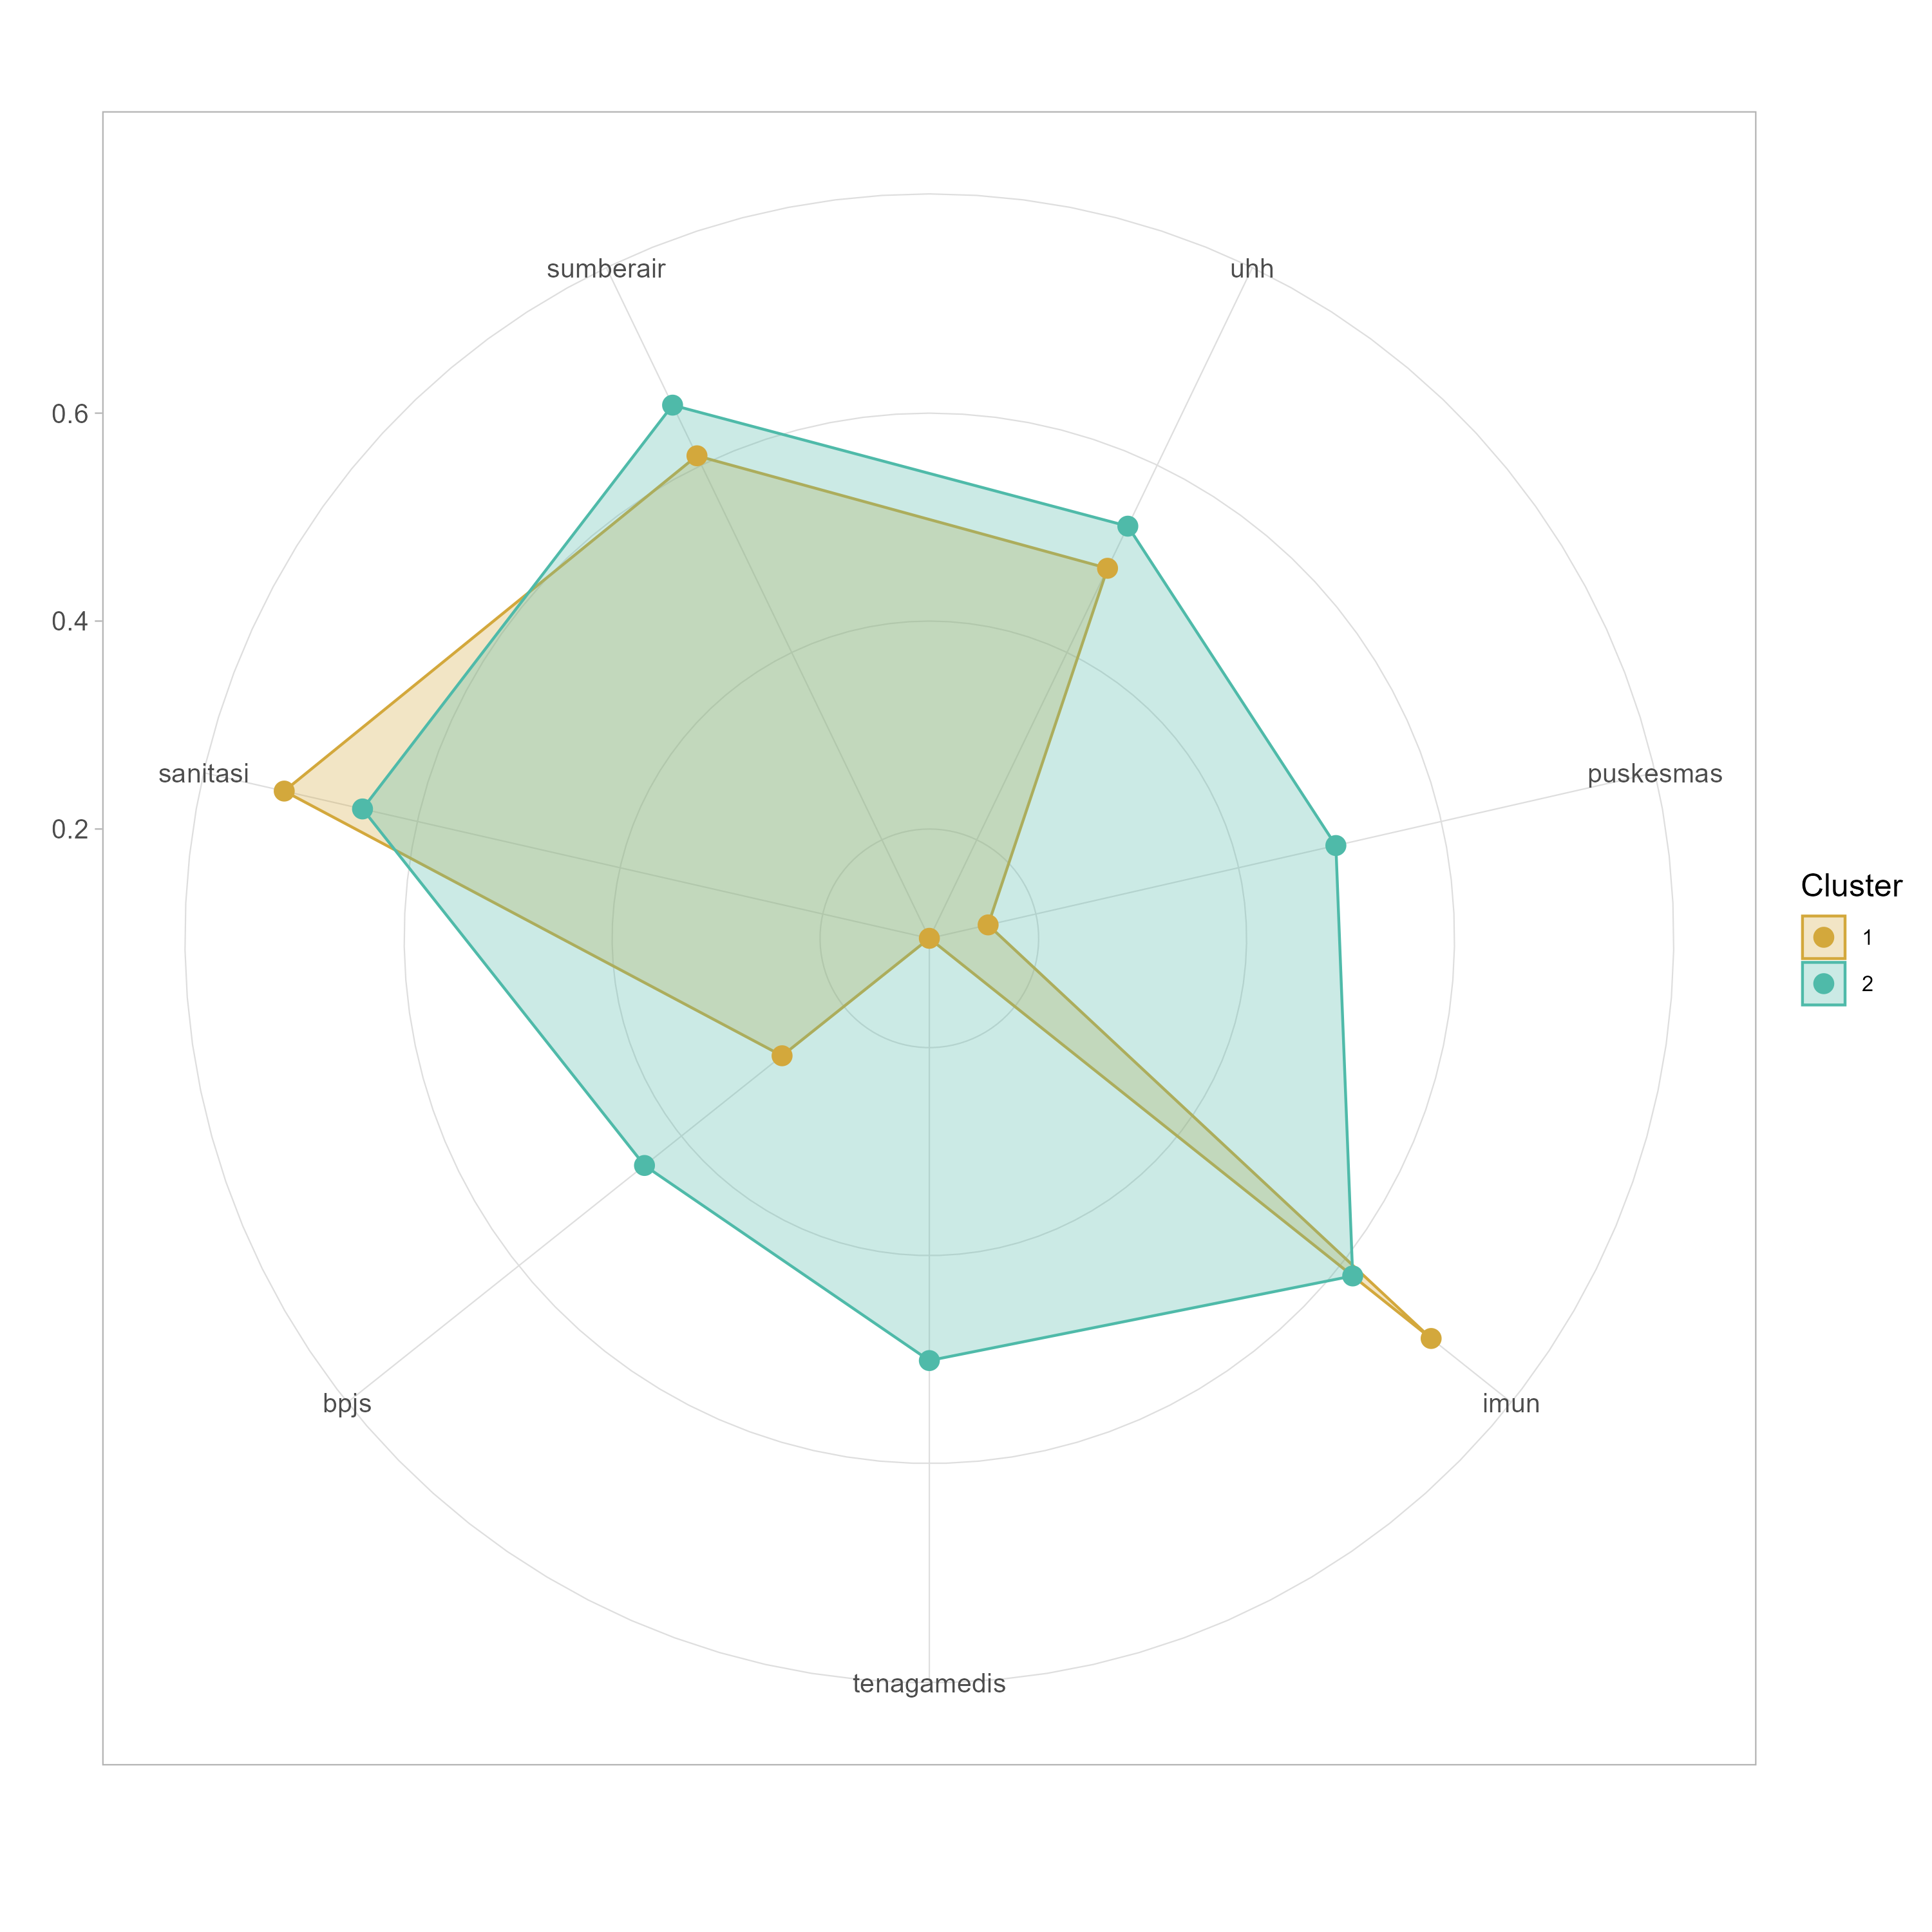 sumberair
uhh
0.6
0.4
sanitasi
puskesmas
0.2
Cluster
1
2
bpjs
imun
tenagamedis